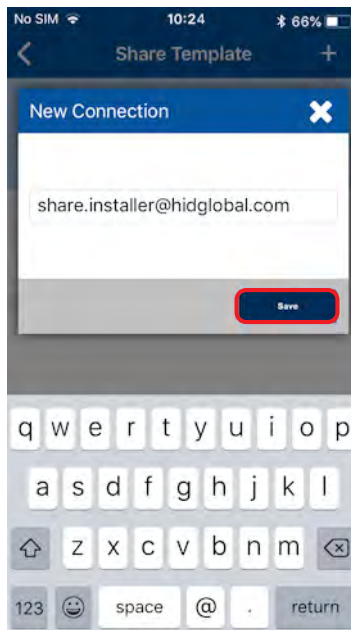 No SIM 10:24 66%
Share Template +
New Connection
share.installer@hidglobal.com
Save
q w e r t y u i o p
a s d f g h j k l
z x c v b n m
123 space @ . return